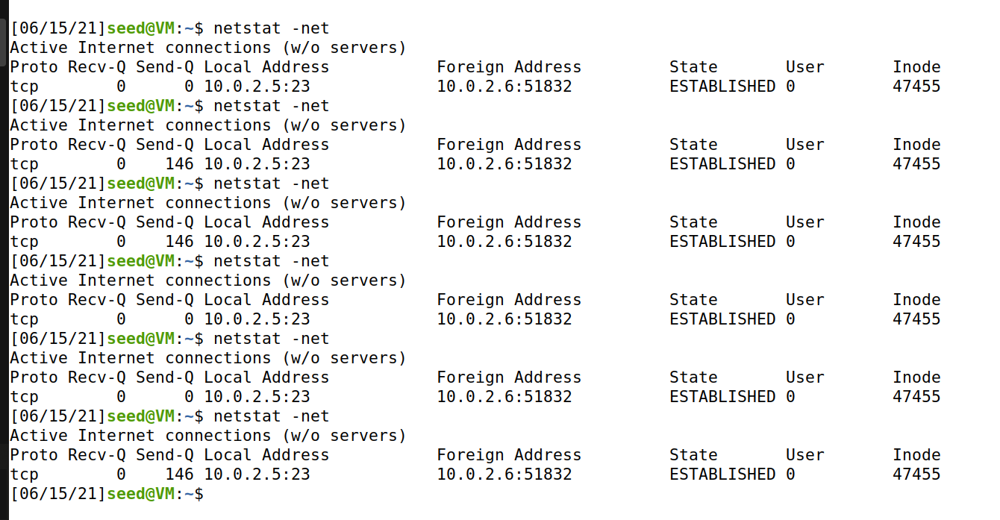 [06/15/21]seed@VM:~$ netstat -net
Active Internet connections (w/o servers)
Proto Recv-Q Send-Q Local Address           Foreign Address         State       User       Inode
tcp        0      0 10.0.2.5:23             10.0.2.6:51832          ESTABLISHED 0          47455
[06/15/21]seed@VM:~$ netstat -net
Active Internet connections (w/o servers)
Proto Recv-Q Send-Q Local Address           Foreign Address         State       User       Inode
tcp        0    146 10.0.2.5:23             10.0.2.6:51832          ESTABLISHED 0          47455
[06/15/21]seed@VM:~$ netstat -net
Active Internet connections (w/o servers)
Proto Recv-Q Send-Q Local Address           Foreign Address         State       User       Inode
tcp        0    146 10.0.2.5:23             10.0.2.6:51832          ESTABLISHED 0          47455
[06/15/21]seed@VM:~$ netstat -net
Active Internet connections (w/o servers)
Proto Recv-Q Send-Q Local Address           Foreign Address         State       User       Inode
tcp        0      0 10.0.2.5:23             10.0.2.6:51832          ESTABLISHED 0          47455
[06/15/21]seed@VM:~$ netstat -net
Active Internet connections (w/o servers)
Proto Recv-Q Send-Q Local Address           Foreign Address         State       User       Inode
tcp        0      0 10.0.2.5:23             10.0.2.6:51832          ESTABLISHED 0          47455
[06/15/21]seed@VM:~$ netstat -net
Active Internet connections (w/o servers)
Proto Recv-Q Send-Q Local Address           Foreign Address         State       User       Inode
tcp        0    146 10.0.2.5:23             10.0.2.6:51832          ESTABLISHED 0          47455
[06/15/21]seed@VM:~$